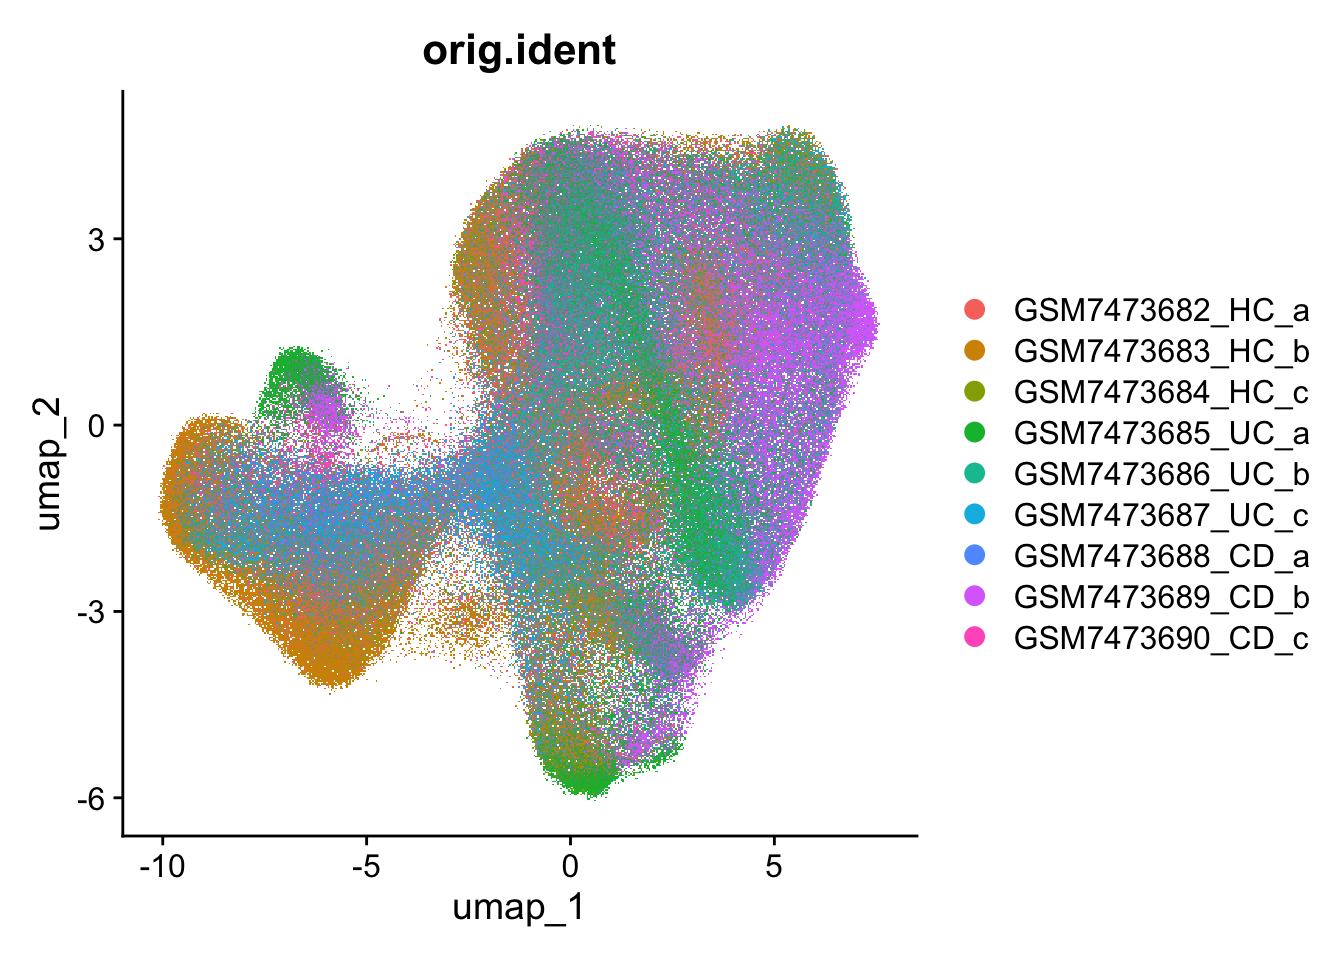 orig.ident
umap_2
3
0
-3
-6
-10
-5
0
5
umap_1
GSM7473682_HC_a
GSM7473683_HC_b
GSM7473684_HC_c
GSM7473685_UC_a
GSM7473686_UC_b
GSM7473687_UC_c
GSM7473688_CD_a
GSM7473689_CD_b
GSM7473690_CD_c